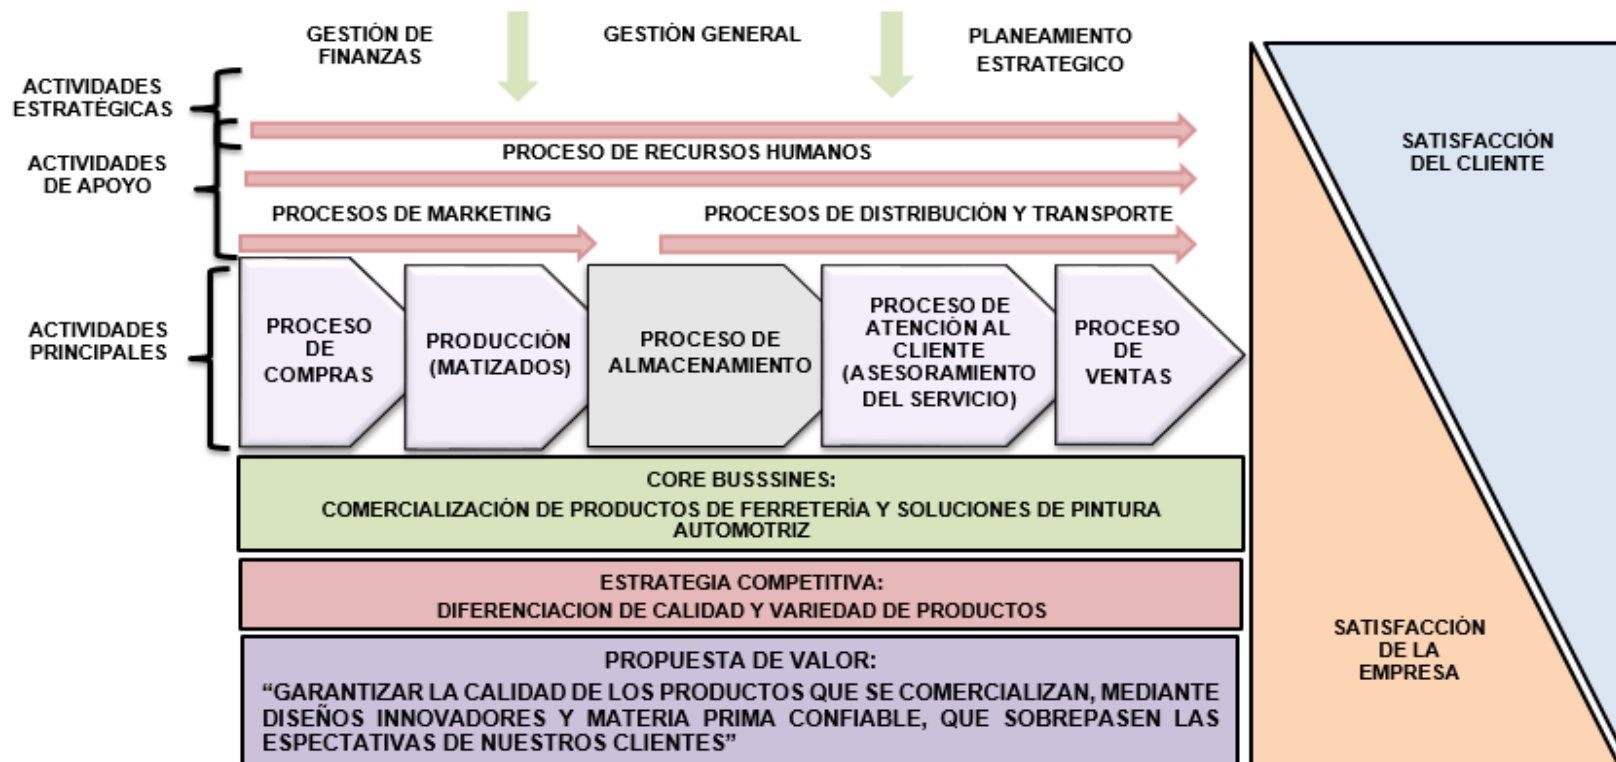 GESTIÓN DE
FINANZAS
GESTIÓN GENERAL
PLANEAMIENTO
ESTRATEGICO
ACTIVIDADES
ESTRATÉGICAS
ACTIVIDADES
DE APOYO
PROCESO DE RECURSOS HUMANOS
PROCESOS DE MARKETING
PROCESOS DE DISTRIBUCIÓN Y TRANSPORTE
ACTIVIDADES
PRINCIPALES
PROCESO
DE
COMPRAS
PRODUCCIÓN
(MATIZADOS)
PROCESO DE
ALMACENAMIENTO
PROCESO DE
ATENCIÓN AL
CLIENTE
(ASESORAMIENTO
DEL SERVICIO)
PROCESO
DE
VENTAS
CORE BUSSSINES:
COMERCIALIZACIÓN DE PRODUCTOS DE FERRETERÍA Y SOLUCIONES DE PINTURA
AUTOMOTRIZ
ESTRATEGIA COMPETITIVA:
DIFERENCIACION DE CALIDAD Y VARIEDAD DE PRODUCTOS
PROPUESTA DE VALOR:
“GARANTIZAR LA CALIDAD DE LOS PRODUCTOS QUE SE COMERCIALIZAN, MEDIANTE
DISEÑOS INNOVADORES Y MATERIA PRIMA CONFIABLE, QUE SOBREPASEN LAS
ESPECTATIVAS DE NUESTROS CLIENTES”
SATISFACCIÓN
DEL CLIENTE
SATISFACCIÓN
DE LA
EMPRESA